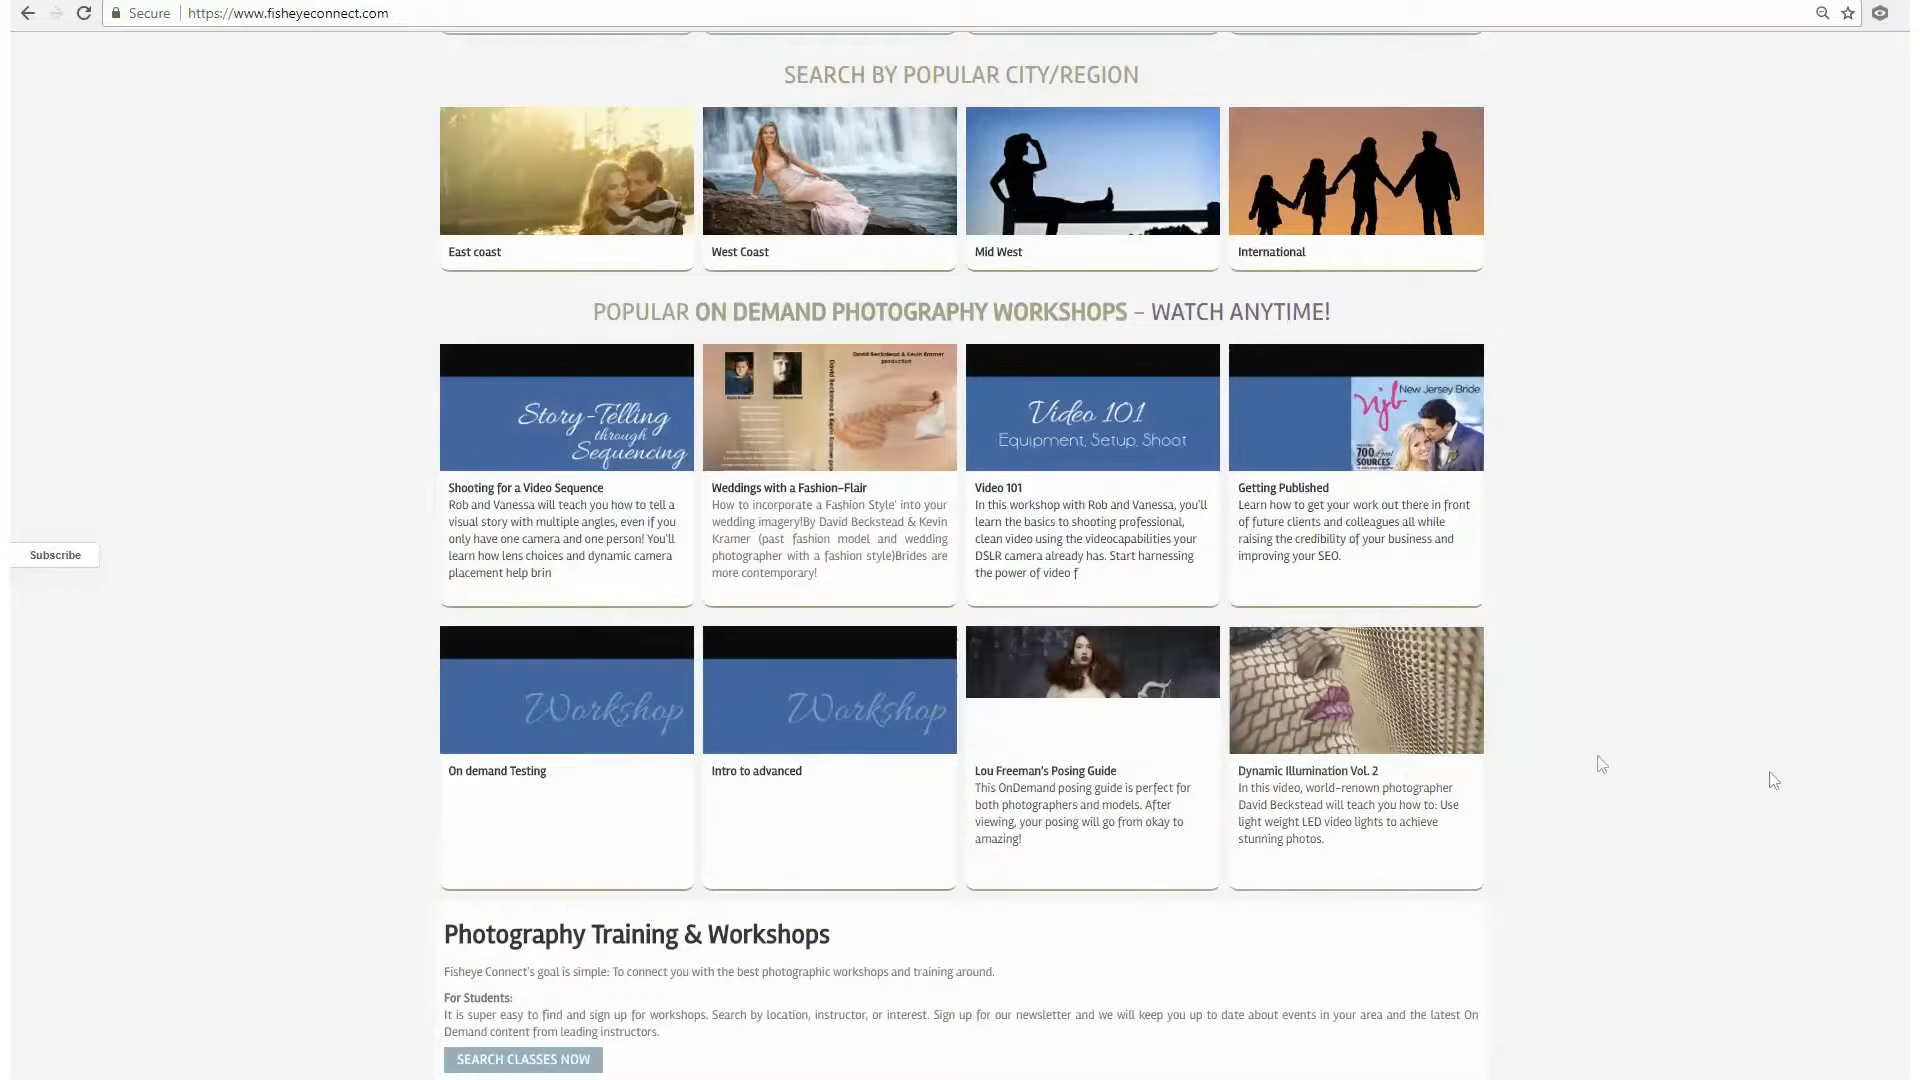 Secure
https://www.fisheyeconnect.com
SEARCH BY POPULAR CITY/REGION
East coast
West Coast
Mid West
International
POPULAR ON DEMAND PHOTOGRAPHY WORKSHOPS – WATCH ANYTIME!
Story-Telling
through
Sequencing
Shooting for a Video Sequence
Rob and Vanessa will teach you how to tell a
visual story with multiple angles, even if you
only have one camera and one person! You'll
learn how lens choices and dynamic camera
placement help brin
David Beckstead & Kevin Kramer
production
Weddings with a Fashion-Flair
How to incorporate a Fashion Style' into your
wedding imagery!By David Beckstead & Kevin
Kramer (past fashion model and wedding
photographer with a fashion style)Brides are
more contemporary!
Video 101
Equipment, Setup, Shoot
Video 101
In this workshop with Rob and Vanessa, you'll
learn the basics to shooting professional,
clean video using the videocapabilities your
DSLR camera already has. Start harnessing
the power of video f
New Jersey Bride
njb
700 Local
SOURCES
Getting Published
Learn how to get your work out there in front
of future clients and colleagues all while
raising the credibility of your business and
improving your SEO.
Subscribe
Workshop
On demand Testing
Workshop
Intro to advanced
Lou Freeman's Posing Guide
This OnDemand posing guide is perfect for
both photographers and models. After
viewing, your posing will go from okay to
amazing!
Dynamic Illumination Vol. 2
In this video, world-renown photographer
David Beckstead will teach you how to: Use
light weight LED video lights to achieve
stunning photos.
Photography Training & Workshops
Fisheye Connect's goal is simple: To connect you with the best photographic workshops and training around.
For Students:
It is super easy to find and sign up for workshops. Search by location, instructor, or interest. Sign up for our newsletter and we will keep you up to date about events in your area and the latest On
Demand content from leading instructors.
SEARCH CLASSES NOW